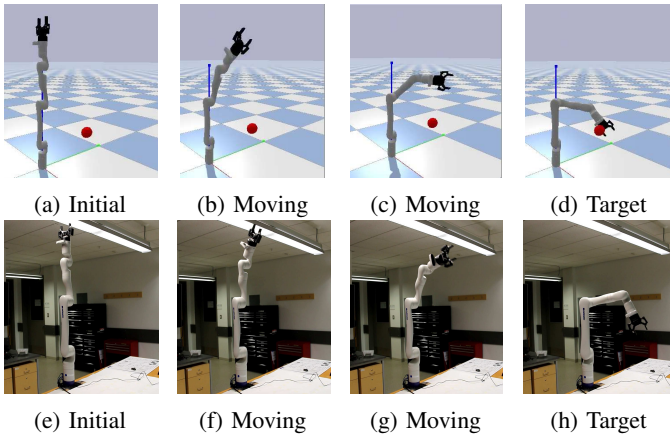 (a) Initial
(b) Moving
(c) Moving
(d) Target
(e) Initial
(f) Moving
(g) Moving
(h) Target